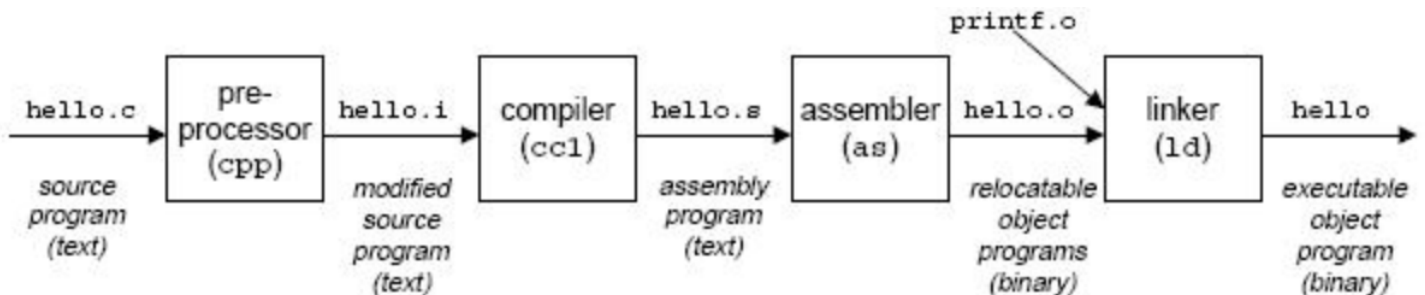 printf.o
hello.c
pre-
processor
(cpp)
hello.i
compiler
(cc1)
hello.s
assembler
(as)
hello.o
linker
(ld)
hello
source
program
(text)
modified
source
program
(text)
assembly
program
(text)
relocatable
object
programs
(binary)
executable
object
program
(binary)